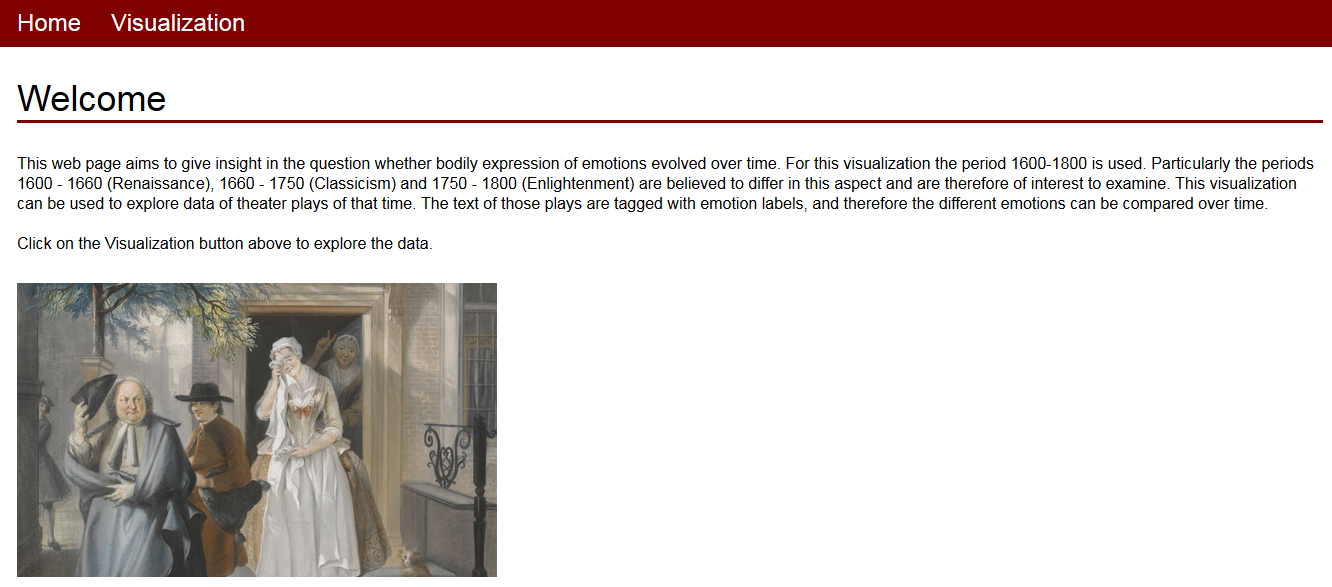 Home Visualization
Welcome
This web page aims to give insight in the question whether bodily expression of emotions evolved over time. For this visualization the period 1600-1800 is used. Particularly the periods
1600 - 1660 (Renaissance), 1660 - 1750 (Classicism) and 1750 - 1800 (Enlightenment) are believed to differ in this aspect and are therefore of interest to examine. This visualization
can be used to explore data of theater plays of that time. The text of those plays are tagged with emotion labels, and therefore the different emotions can be compared over time.
Click on the Visualization button above to explore the data.